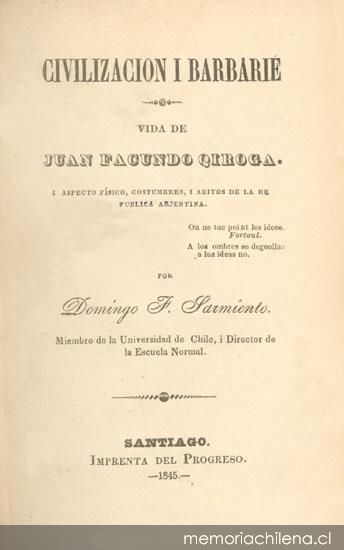 CIVILIZACION I BARBARIE
VIDA DE
JUAN FACUNDO QIROGA.
I ASPECTO FÍSICO, COSTUMBRES, I ABITOS DE LA RE
PUBLICA ARJENTINA.
On ne tue point les idees.
Fortoul.
A los ombres se deguella:
a las ideas no.
POR
Domingo F. Sarmiento.
Miembro de la Universidad de Chile, i Director de
la Escuela Normal.
SANTIAGO.
IMPRENTA DEL PROGRESO.
—1845.—
memoriachilena.cl